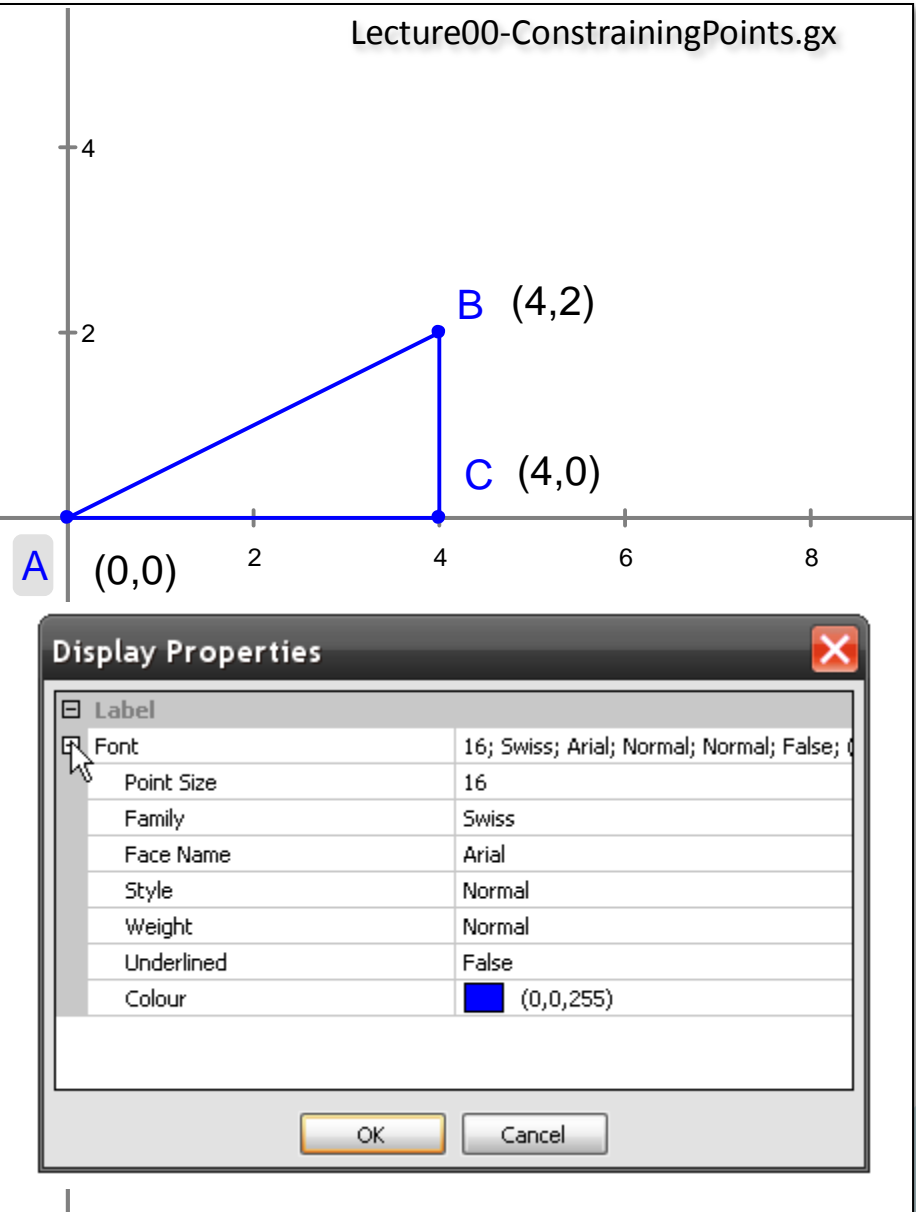 Lecture00-ConstrainingPoints.gx
4
B (4,2)
2
C (4,0)
A (0,0) 2 4 6 8
Display Properties
Label
Font 16; Swiss; Arial; Normal; Normal; False; (
Point Size 16
Family Swiss
Face Name Arial
Style Normal
Weight Normal
Underlined False
Colour (0,0,255)
OK Cancel